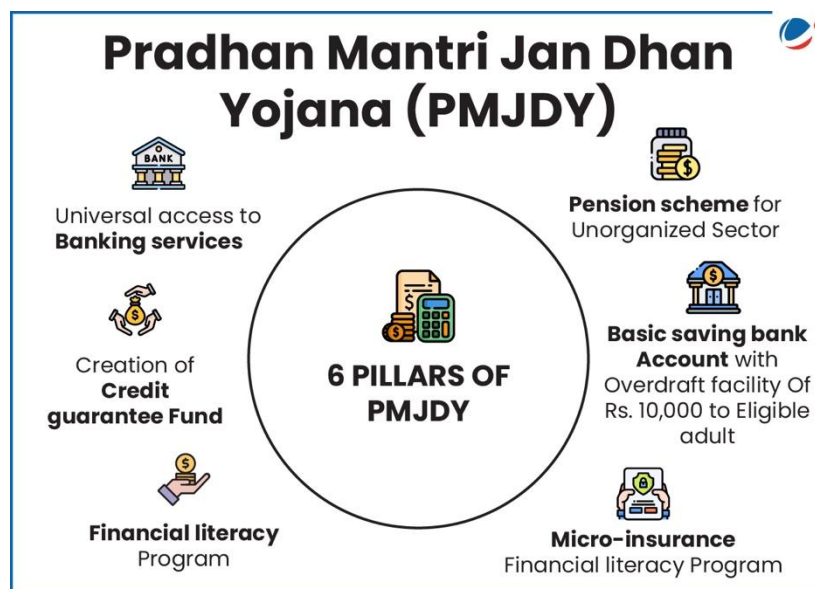 Pradhan Mantri Jan Dhan
Yojana (PMJDY)
BANK
Universal access to
Banking services
Creation of
Credit
guarantee Fund
Financial literacy
Program
6 PILLARS OF
PMJDY
Pension scheme for
Unorganized Sector
Basic saving bank
Account with
Overdraft facility Of
Rs. 10,000 to Eligible
adult
Micro-insurance
Financial literacy Program